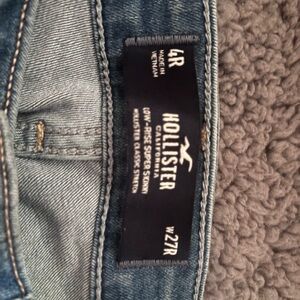 4R
MADE IN
VIETNAM
HOLLISTER
CALIFORNIA
LOW-RISE SUPER SKINNY
HOLLISTER CLASSIC STRETCH
W27R